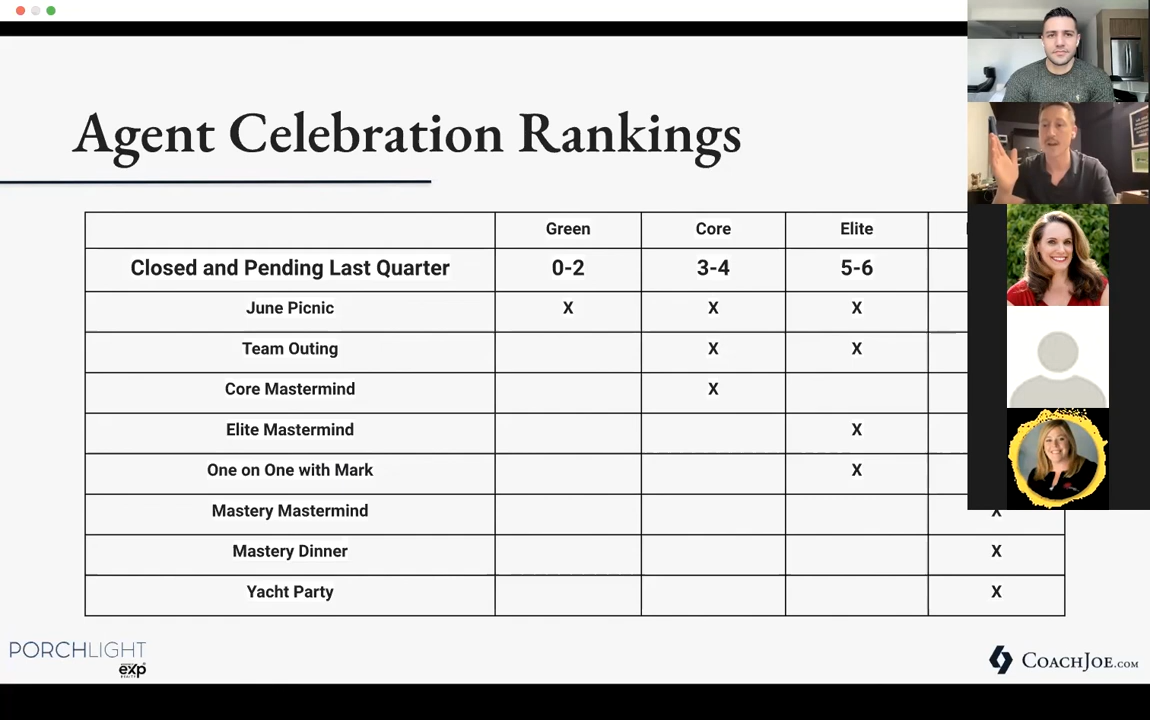 Agent Celebration Rankings
Green Core Elite
Closed and Pending Last Quarter 0-2 3-4 5-6
June Picnic X X X
Team Outing X X
Core Mastermind X
Elite Mastermind X
One on One with Mark X
Mastery Mastermind X
Mastery Dinner X
Yacht Party X
PORCHLIGHT
exp
REALTY
COACHJOE.COM